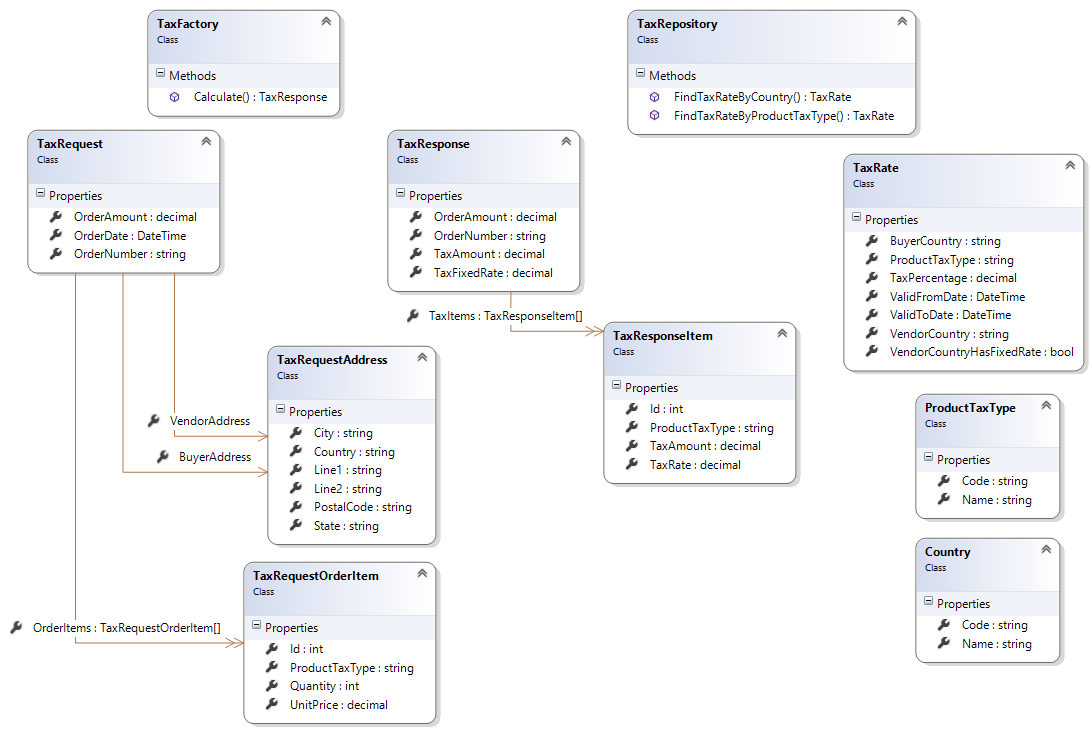 TaxFactory
Class
Methods
Calculate() : TaxResponse
TaxRepository
Class
Methods
FindTaxRateByCountry() : TaxRate
FindTaxRateByProductTaxType() : TaxRate
TaxRequest
Class
Properties
OrderAmount : decimal
OrderDate : DateTime
OrderNumber : string
TaxResponse
Class
Properties
OrderAmount : decimal
OrderNumber : string
TaxAmount : decimal
TaxFixedRate : decimal
TaxRate
Class
Properties
BuyerCountry : string
ProductTaxType : string
TaxPercentage : decimal
ValidFromDate : DateTime
ValidToDate : DateTime
VendorCountry : string
VendorCountryHasFixedRate : bool
TaxItems : TaxResponseItem[]
TaxResponseItem
Class
Properties
Id : int
ProductTaxType : string
TaxAmount : decimal
TaxRate : decimal
TaxRequestAddress
Class
Properties
City : string
Country : string
Line1 : string
Line2 : string
PostalCode : string
State : string
VendorAddress
BuyerAddress
ProductTaxType
Class
Properties
Code : string
Name : string
Country
Class
Properties
Code : string
Name : string
TaxRequestOrderItem
Class
Properties
Id : int
ProductTaxType : string
Quantity : int
UnitPrice : decimal
OrderItems : TaxRequestOrderItem[]